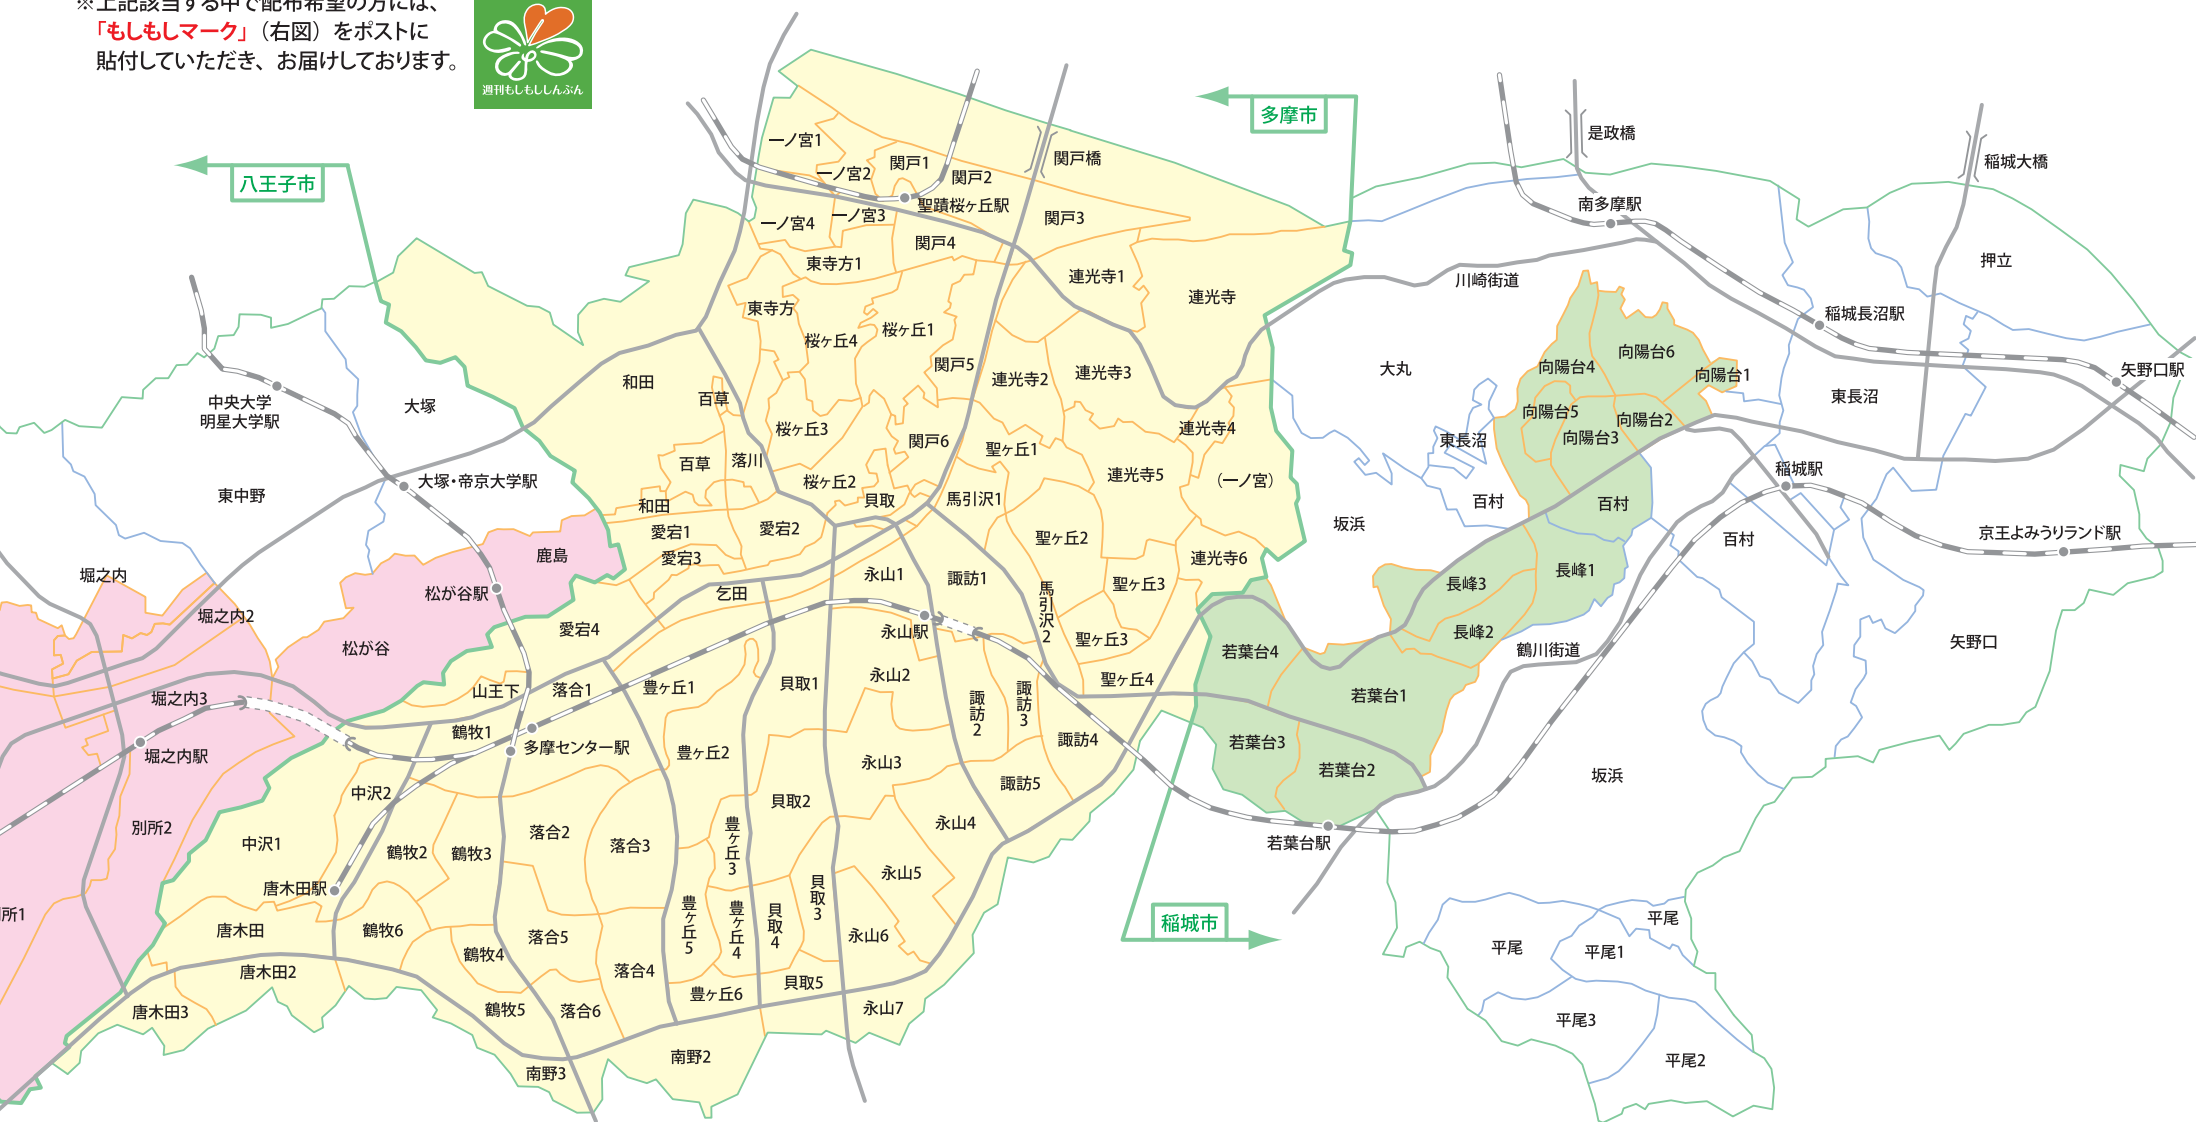 ※上記該当する中で配布希望の方には、
「もしもしマーク」（右図）をポストに
貼付していただき、お届けしております。
週刊もしもししんぶん
八王子市
多摩市
稲城市
是政橋
稲城大橋
関戸橋
一ノ宮1
一ノ宮2
関戸1
関戸2
聖蹟桜ヶ丘駅
一ノ宮4
一ノ宮3
関戸3
関戸4
東寺方1
連光寺1
連光寺
東寺方
桜ヶ丘4
桜ヶ丘1
関戸5
連光寺2
連光寺3
和田
百草
桜ヶ丘3
関戸6
聖ヶ丘1
連光寺4
百草
落川
桜ヶ丘2
貝取
馬引沢1
連光寺5
（一ノ宮）
和田
愛宕1
愛宕2
愛宕3
聖ヶ丘2
連光寺6
永山1
諏訪1
馬引沢2
聖ヶ丘3
乞田
愛宕4
永山駅
聖ヶ丘3
聖ヶ丘4
南多摩駅
押立
川崎街道
稲城長沼駅
大丸
向陽台4
向陽台6
向陽台1
矢野口駅
東長沼
向陽台5
向陽台2
向陽台3
東長沼
稲城駅
百村
百村
坂浜
百村
京王よみうりランド駅
長峰3
長峰1
長峰2
鶴川街道
矢野口
若葉台4
若葉台1
若葉台3
若葉台2
若葉台駅
坂浜
平尾
平尾
平尾1
平尾3
平尾2
中央大学
明星大学駅
大塚
東中野
大塚・帝京大学駅
鹿島
堀之内
松が谷駅
堀之内2
松が谷
堀之内3
堀之内駅
別所2
所1
山王下
落合1
豊ヶ丘1
貝取1
永山2
諏訪2
諏訪3
諏訪4
鶴牧1
多摩センター駅
豊ヶ丘2
永山3
諏訪5
中沢2
貝取2
永山4
中沢1
鶴牧2
鶴牧3
落合2
落合3
豊ヶ丘3
永山5
唐木田駅
貝取3
豊ヶ丘5
豊ヶ丘4
貝取4
唐木田
鶴牧6
落合5
永山6
鶴牧4
唐木田2
落合4
貝取5
豊ヶ丘6
唐木田3
鶴牧5
落合6
永山7
南野2
南野3